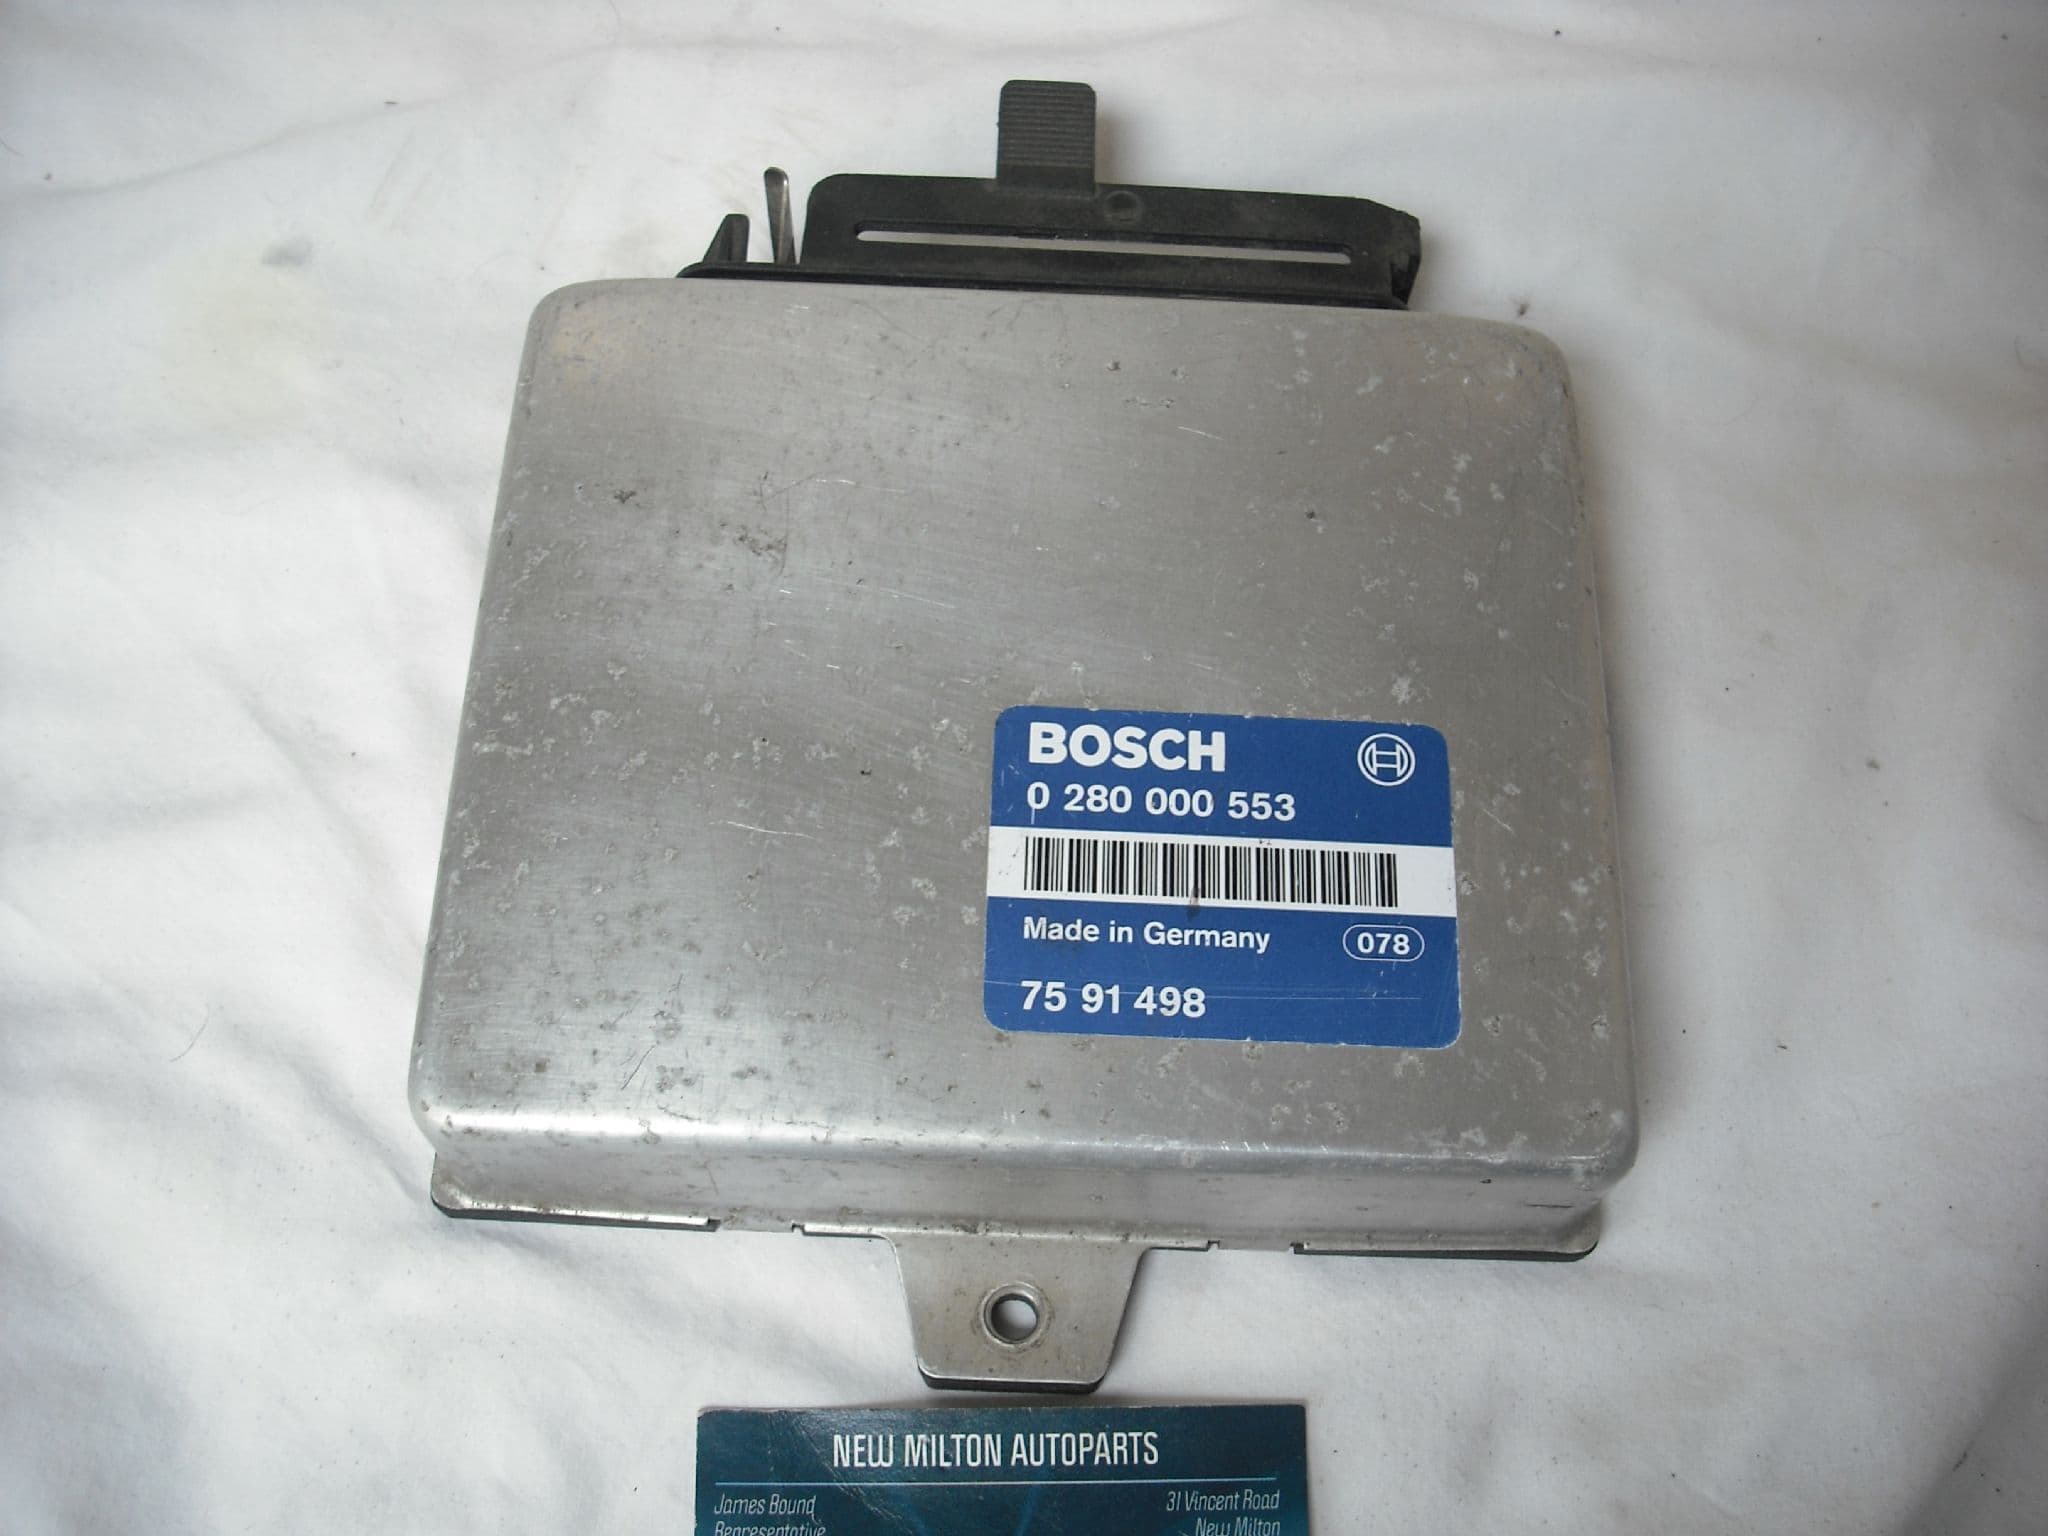 BOSCH
0 280 000 553
Made in Germany 078
75 91 498
NEW MILTON AUTOPARTS
James Bound 31 Vincent Road
Representative New Milton